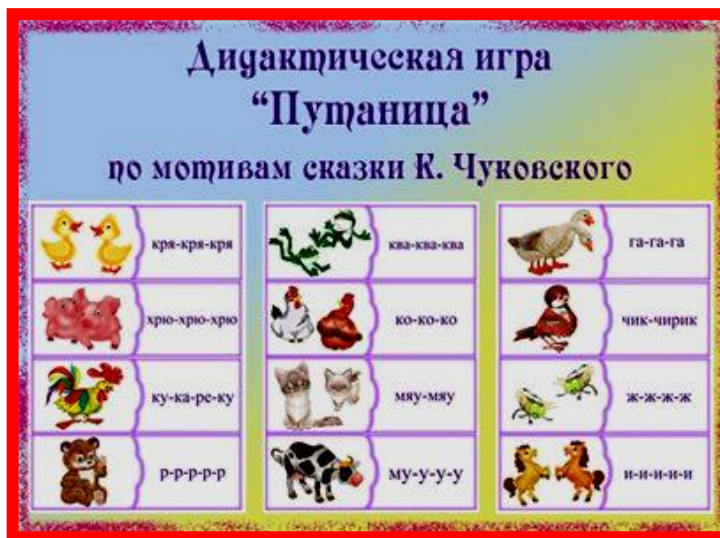 Дидактическая игра
“Путаница”
по мотивам сказки К. Чуковского
кря-кря-кря
хрю-хрю-хрю
ку-ка-ре-ку
р-р-р-р-р
ква-ква-ква
ко-ко-ко
мяу-мяу
му-у-у-у
га-га-га
чик-чирик
ж-ж-ж-ж
и-и-и-и-и